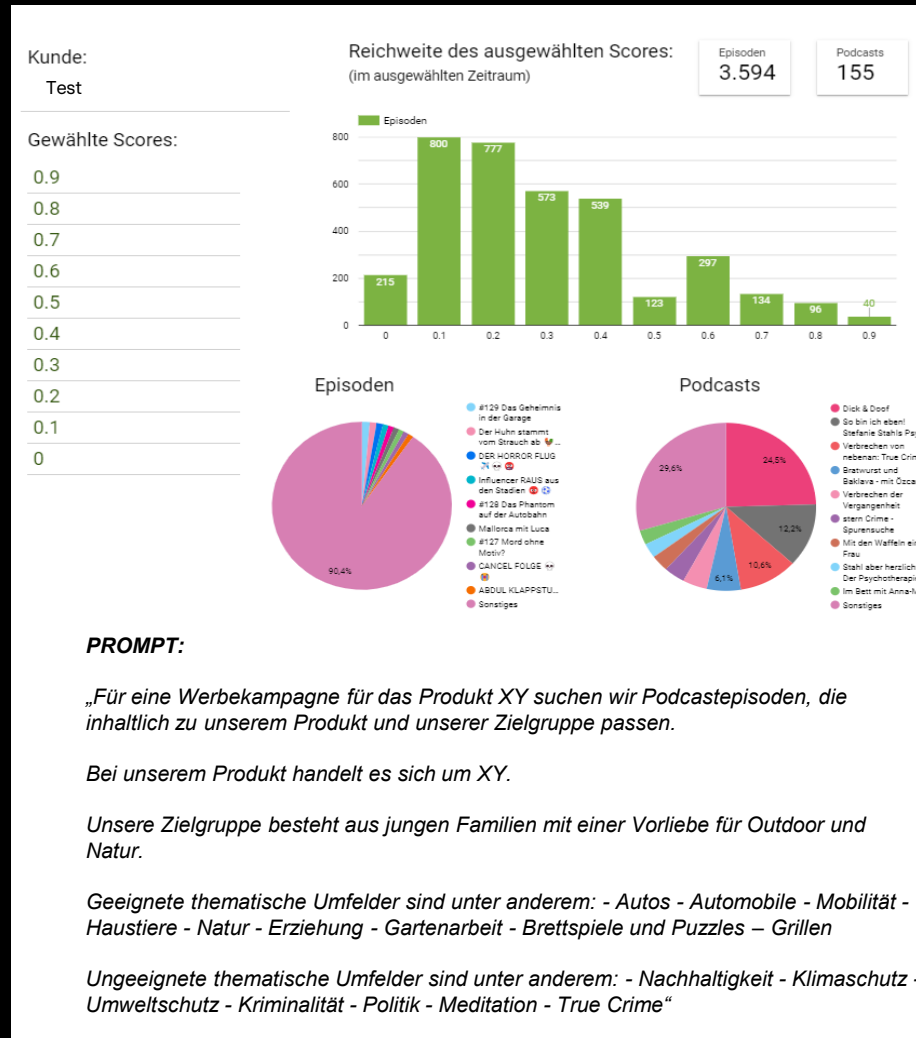 Kunde:
Test
Gewählte Scores:
0.9
0.8
0.7
0.6
0.5
0.4
0.3
0.2
0.1
0
Reichweite des ausgewählten Scores:
(im ausgewählten Zeitraum)
Episoden
3.594
Podcasts
155
Episoden
800
600
400
200
0
215
800
777
573
539
123
297
134
96
40
0
0.1
0.2
0.3
0.4
0.5
0.6
0.7
0.8
0.9
Episoden
90,4%
#129 Das Geheimnis
in der Garage
Der Huhn stammt
vom Strauch ab 🐓...
DER HORROR FLUG
Influencer RAUS aus
den Stadien
#128 Das Phantom
auf der Autobahn
Mallorca mit Luca
#127 Mord ohne
Motiv?
CANCEL FOLGE
ABDUL KLAPPSTU...
Sonstiges
Podcasts
24,5%
12,2%
10,6%
6,1%
29,6%
Dick & Doof
So bin ich eben!
Stefanie Stahls Psy
Verbrechen von
nebenan: True Crin
Bratwurst und
Baklava - mit Özca
Verbrechen der
Vergangenheit
stern Crime -
Spurensuche
Mit den Waffeln ein
Frau
Stahl aber herzlich
Der Psychotherapi
Im Bett mit Anna-M
Sonstiges
PROMPT:
„Für eine Werbekampagne für das Produkt XY suchen wir Podcastepisoden, die
inhaltlich zu unserem Produkt und unserer Zielgruppe passen.
Bei unserem Produkt handelt es sich um XY.
Unsere Zielgruppe besteht aus jungen Familien mit einer Vorliebe für Outdoor und
Natur.
Geeignete thematische Umfelder sind unter anderem: - Autos - Automobile - Mobilität -
Haustiere - Natur - Erziehung - Gartenarbeit - Brettspiele und Puzzles – Grillen
Ungeeignete thematische Umfelder sind unter anderem: - Nachhaltigkeit - Klimaschutz -
Umweltschutz - Kriminalität - Politik - Meditation - True Crime“